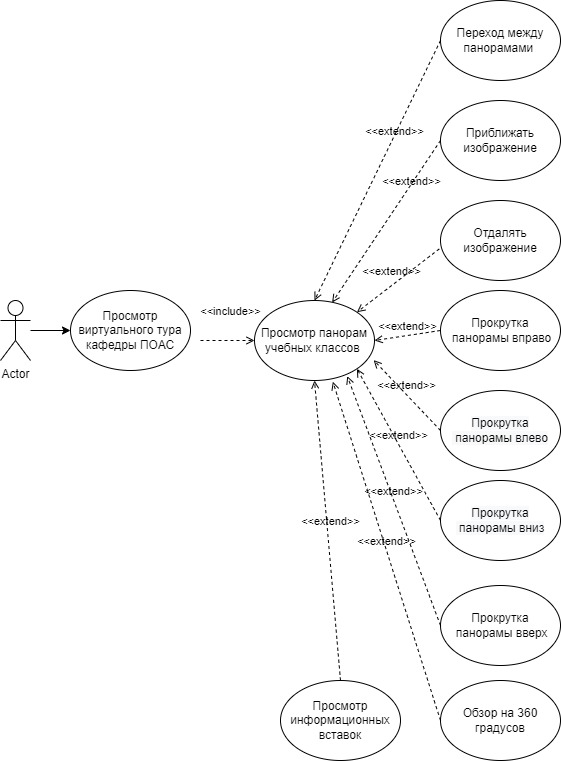 Переход между
панорамами
<<extend>>
Приближать
изображение
<<extend>>
Отдалять
изображение
<<extend>>
Actor
Просмотр
виртуального тура
кафедры ПОАС
<<include>>
Просмотр панорам
учебных классов
<<extend>>
Прокрутка
панорамы вправо
<<extend>>
Прокрутка
панорамы влево
<<extend>>
Прокрутка
панорамы вниз
<<extend>>
Прокрутка
панорамы вверх
<<extend>>
<<extend>>
Просмотр
информационных
вставок
Обзор на 360
градусов